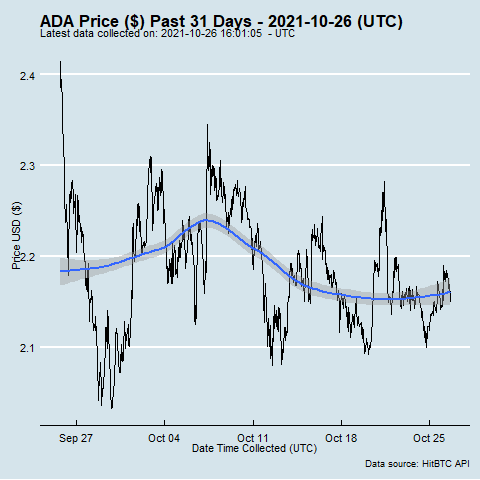 ADA Price ($) Past 31 Days - 2021-10-26 (UTC)
Latest data collected on: 2021-10-26 16:01:05 - UTC
2.4
2.3
2.2
2.1
Price USD ($)
Sep 27 Oct 04 Oct 11 Oct 18 Oct 25
Date Time Collected (UTC)
Data source: HitBTC API